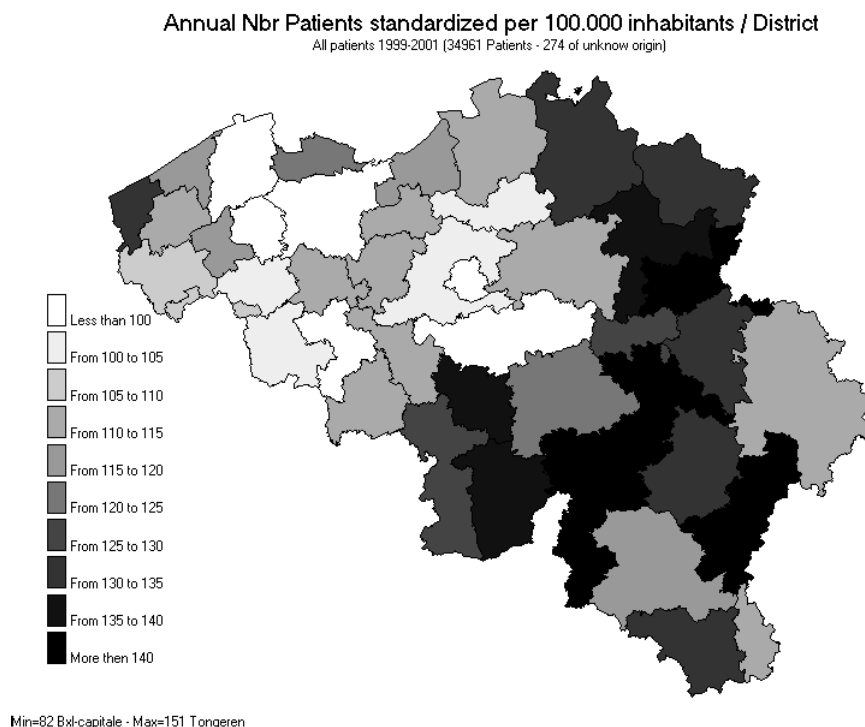 Annual Nbr Patients standardized per 100.000 inhabitants / District
All patients 1999-2001 (34961 Patients - 274 of unknow origin)
Less than 100
From 100 to 105
From 105 to 110
From 110 to 115
From 115 to 120
From 120 to 125
From 125 to 130
From 130 to 135
From 135 to 140
More then 140
Min=82 Bxl-capitale - Max=151 Tongeren